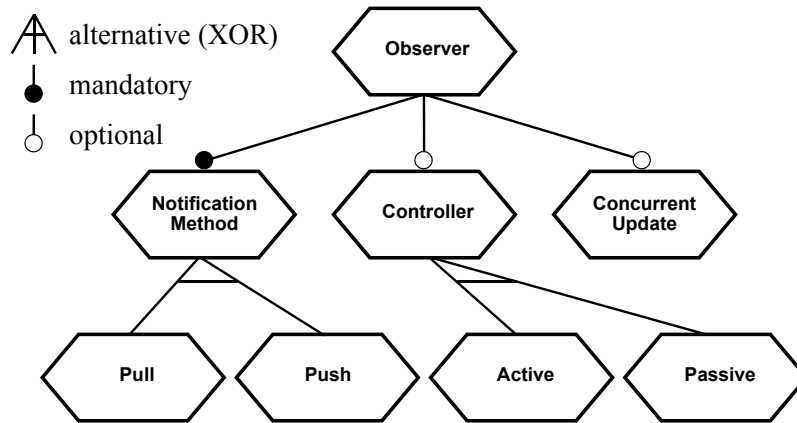 alternative (XOR)
mandatory
optional
Observer
Notification
Method
Controller
Concurrent
Update
Pull
Push
Active
Passive